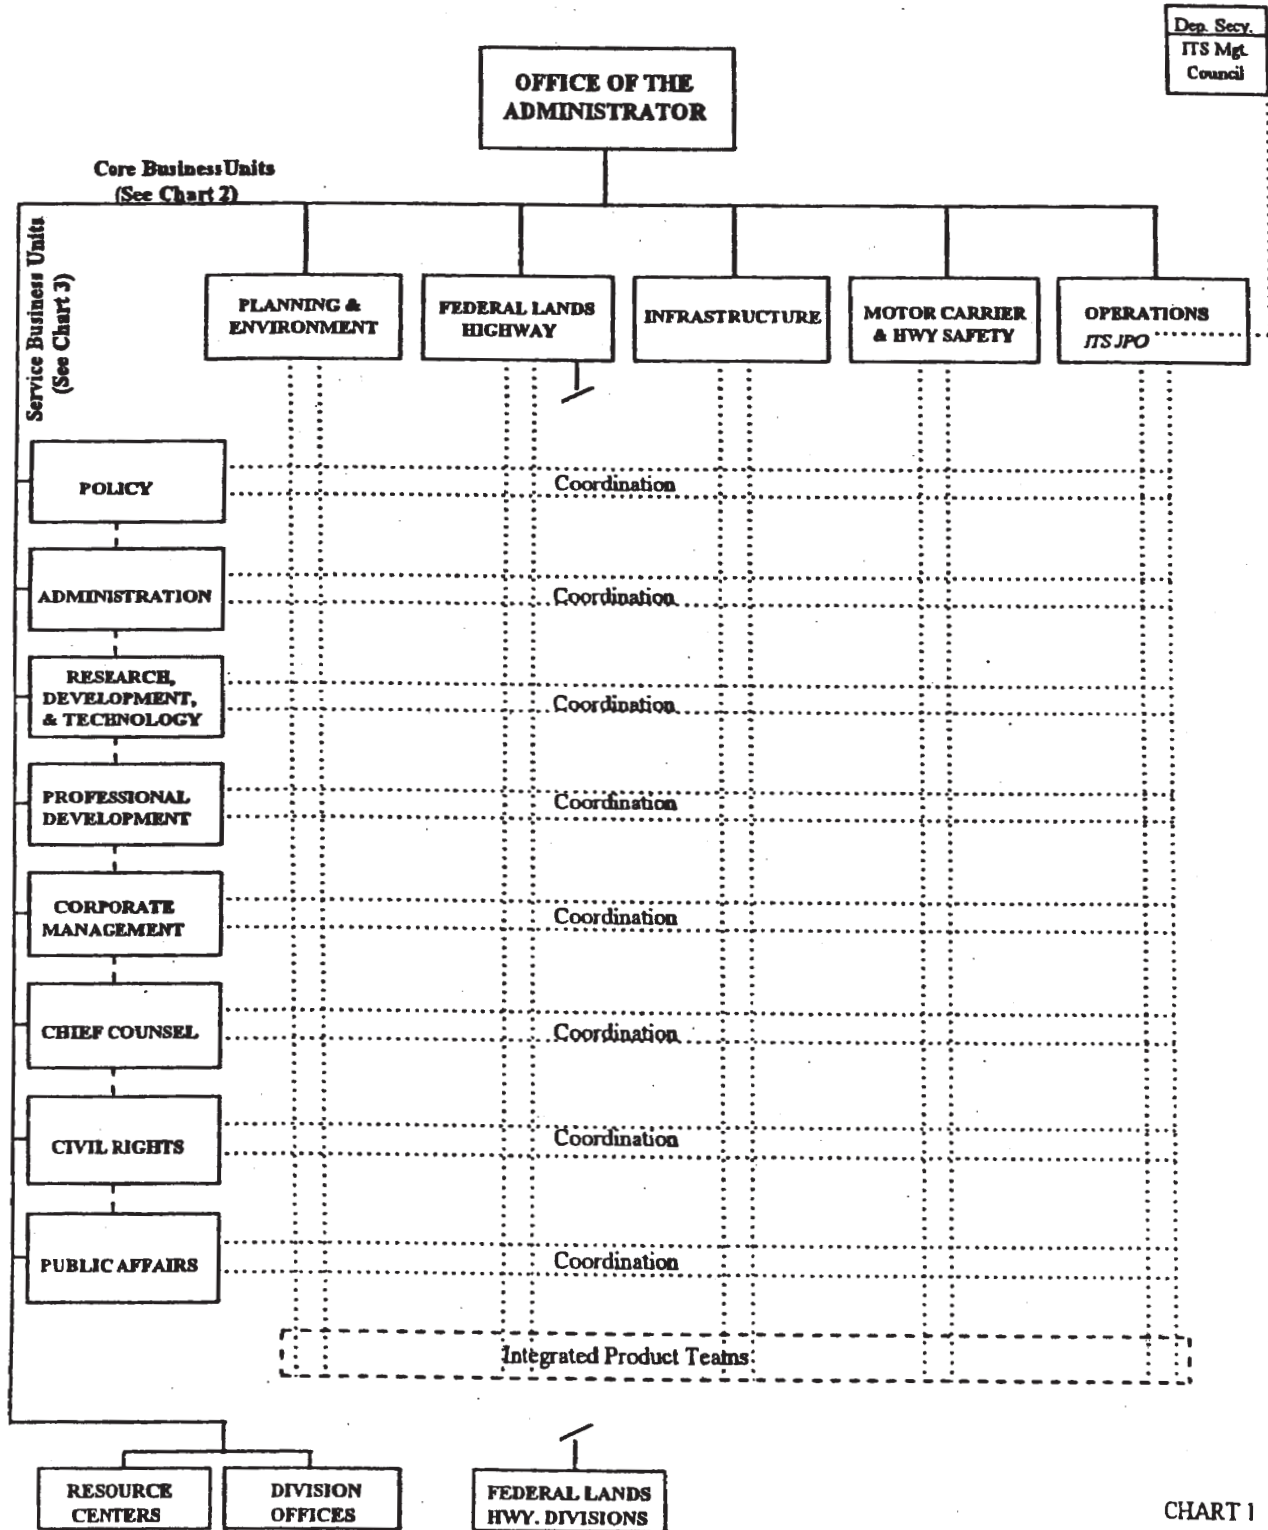 Dep. Secy.
ITS Mgt.
Council
OFFICE OF THE
ADMINISTRATOR
Core Business Units
(See Chart 2)
Service Business Units
(See Chart 3)
PLANNING &
ENVIRONMENT
FEDERAL LANDS
HIGHWAY
INFRASTRUCTURE
MOTOR CARRIER
& HWY SAFETY
OPERATIONS
ITS JPO
POLICY
Coordination
ADMINISTRATION
Coordination
RESEARCH,
DEVELOPMENT,
& TECHNOLOGY
Coordination
PROFESSIONAL
DEVELOPMENT
Coordination
CORPORATE
MANAGEMENT
Coordination
CHIEF COUNSEL
Coordination
CIVIL RIGHTS
Coordination
PUBLIC AFFAIRS
Coordination
Integrated Product Teams
RESOURCE
CENTERS
DIVISION
OFFICES
FEDERAL LANDS
HWY. DIVISIONS
CHART 1